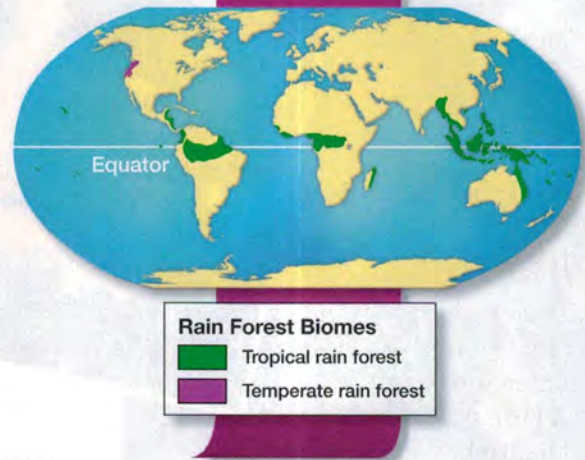 Equator
Rain Forest Biomes
Tropical rain forest
Temperate rain forest